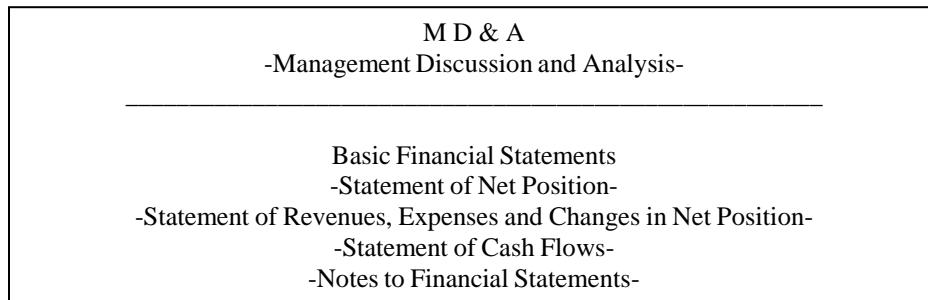 M D & A
-Management Discussion and Analysis-
Basic Financial Statements
-Statement of Net Position-
-Statement of Revenues, Expenses and Changes in Net Position-
-Statement of Cash Flows-
-Notes to Financial Statements-